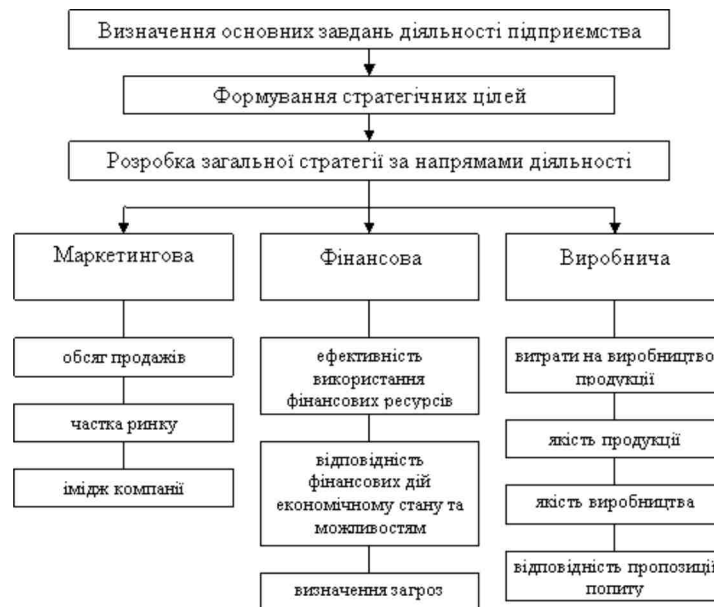 Визначення основних завдань діяльності підприємства
Формування стратегічних цілей
Розробка загальної стратегії за напрямами діяльності
Маркетингова
Фінансова
Виробнича
обсяг продажів
частка ринку
імідж компанії
ефективність
використання
фінансових ресурсів
відповідність
фінансових дій
економічному стану та
можливостям
визначення загроз
витрати на виробництво
продукції
якість продукції
якість виробництва
відповідність пропозиції
попиту